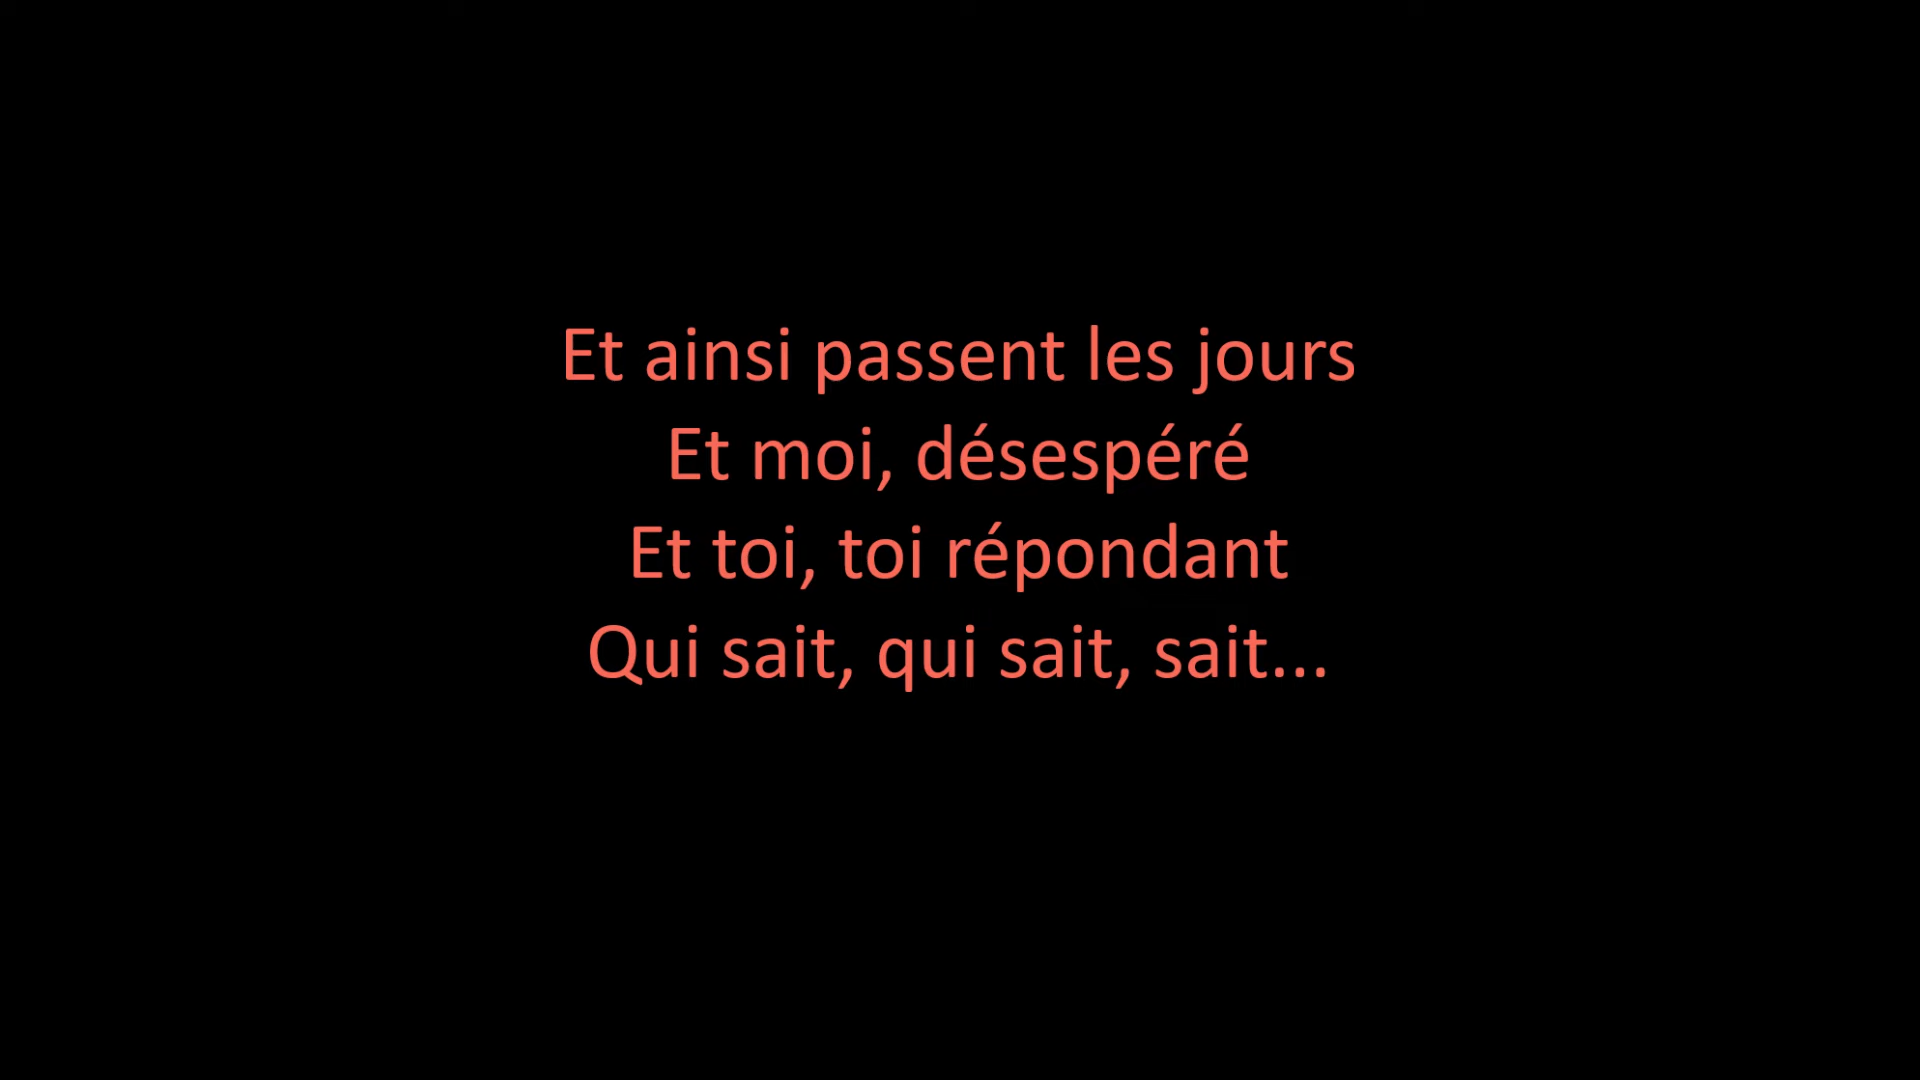 Et ainsi passent les jours
Et moi, désespéré
Et toi, toi répondant
Qui sait, qui sait, sait...